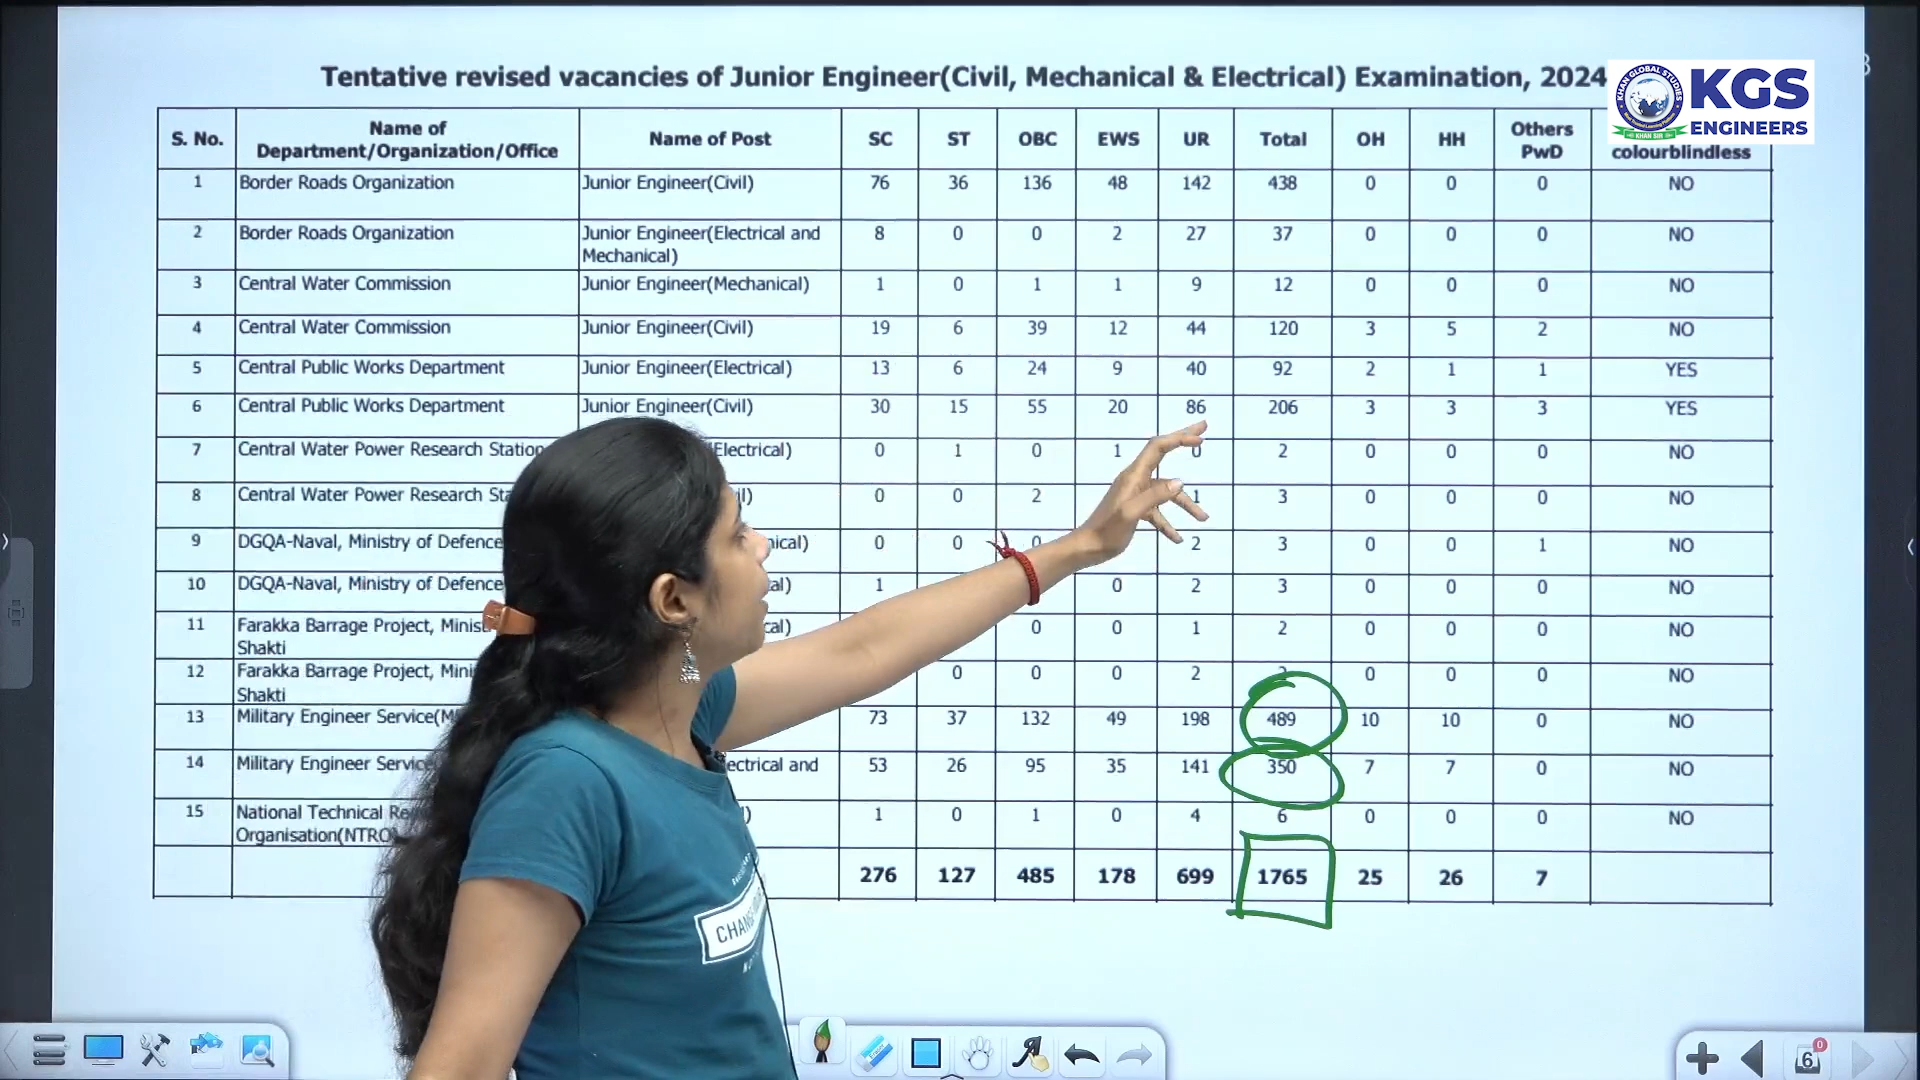 Tentative revised vacancies of Junior Engineer(Civil, Mechanical & Electrical) Examination, 2024
KHAN GLOBAL STUDIES
KHAN SIR
KGS
ENGINEERS
S. No. Name of Department/Organization/Office Name of Post SC ST OBC EWS UR Total OH HH Others PwD colourblindless
1 Border Roads Organization Junior Engineer(Civil) 76 36 136 48 142 438 0 0 0 NO
2 Border Roads Organization Junior Engineer(Electrical and Mechanical) 8 0 0 2 27 37 0 0 0 NO
3 Central Water Commission Junior Engineer(Mechanical) 1 0 1 1 9 12 0 0 0 NO
4 Central Water Commission Junior Engineer(Civil) 19 6 39 12 44 120 3 5 2 NO
5 Central Public Works Department Junior Engineer(Electrical) 13 6 24 9 40 92 2 1 1 YES
6 Central Public Works Department Junior Engineer(Civil) 30 15 55 20 86 206 3 3 3 YES
7 Central Water Power Research Station Electrical) 0 1 0 1 0 2 0 0 0 NO
8 Central Water Power Research 0 0 2 1 3 0 0 0 NO
9 DGQA-Naval, Ministry of Defence 0 0 0 2 3 0 0 1 NO
10 DGQA-Naval, Ministry of Defence 1 0 2 3 0 0 0 NO
11 Farakka Barrage Project, Shakti 0 0 1 2 0 0 0 NO
12 Farakka Barrage Project, Shakti 0 0 0 2 0 0 0 NO
13 Military Engineer 73 37 132 49 198 489 10 10 0 NO
14 Military Engineer and 53 26 95 35 141 350 7 7 0 NO
15 National Technical Organisation(NTRO) 1 0 1 0 4 6 0 0 0 NO
276 127 485 178 699 1765 25 26 7
CHANGE
6
0